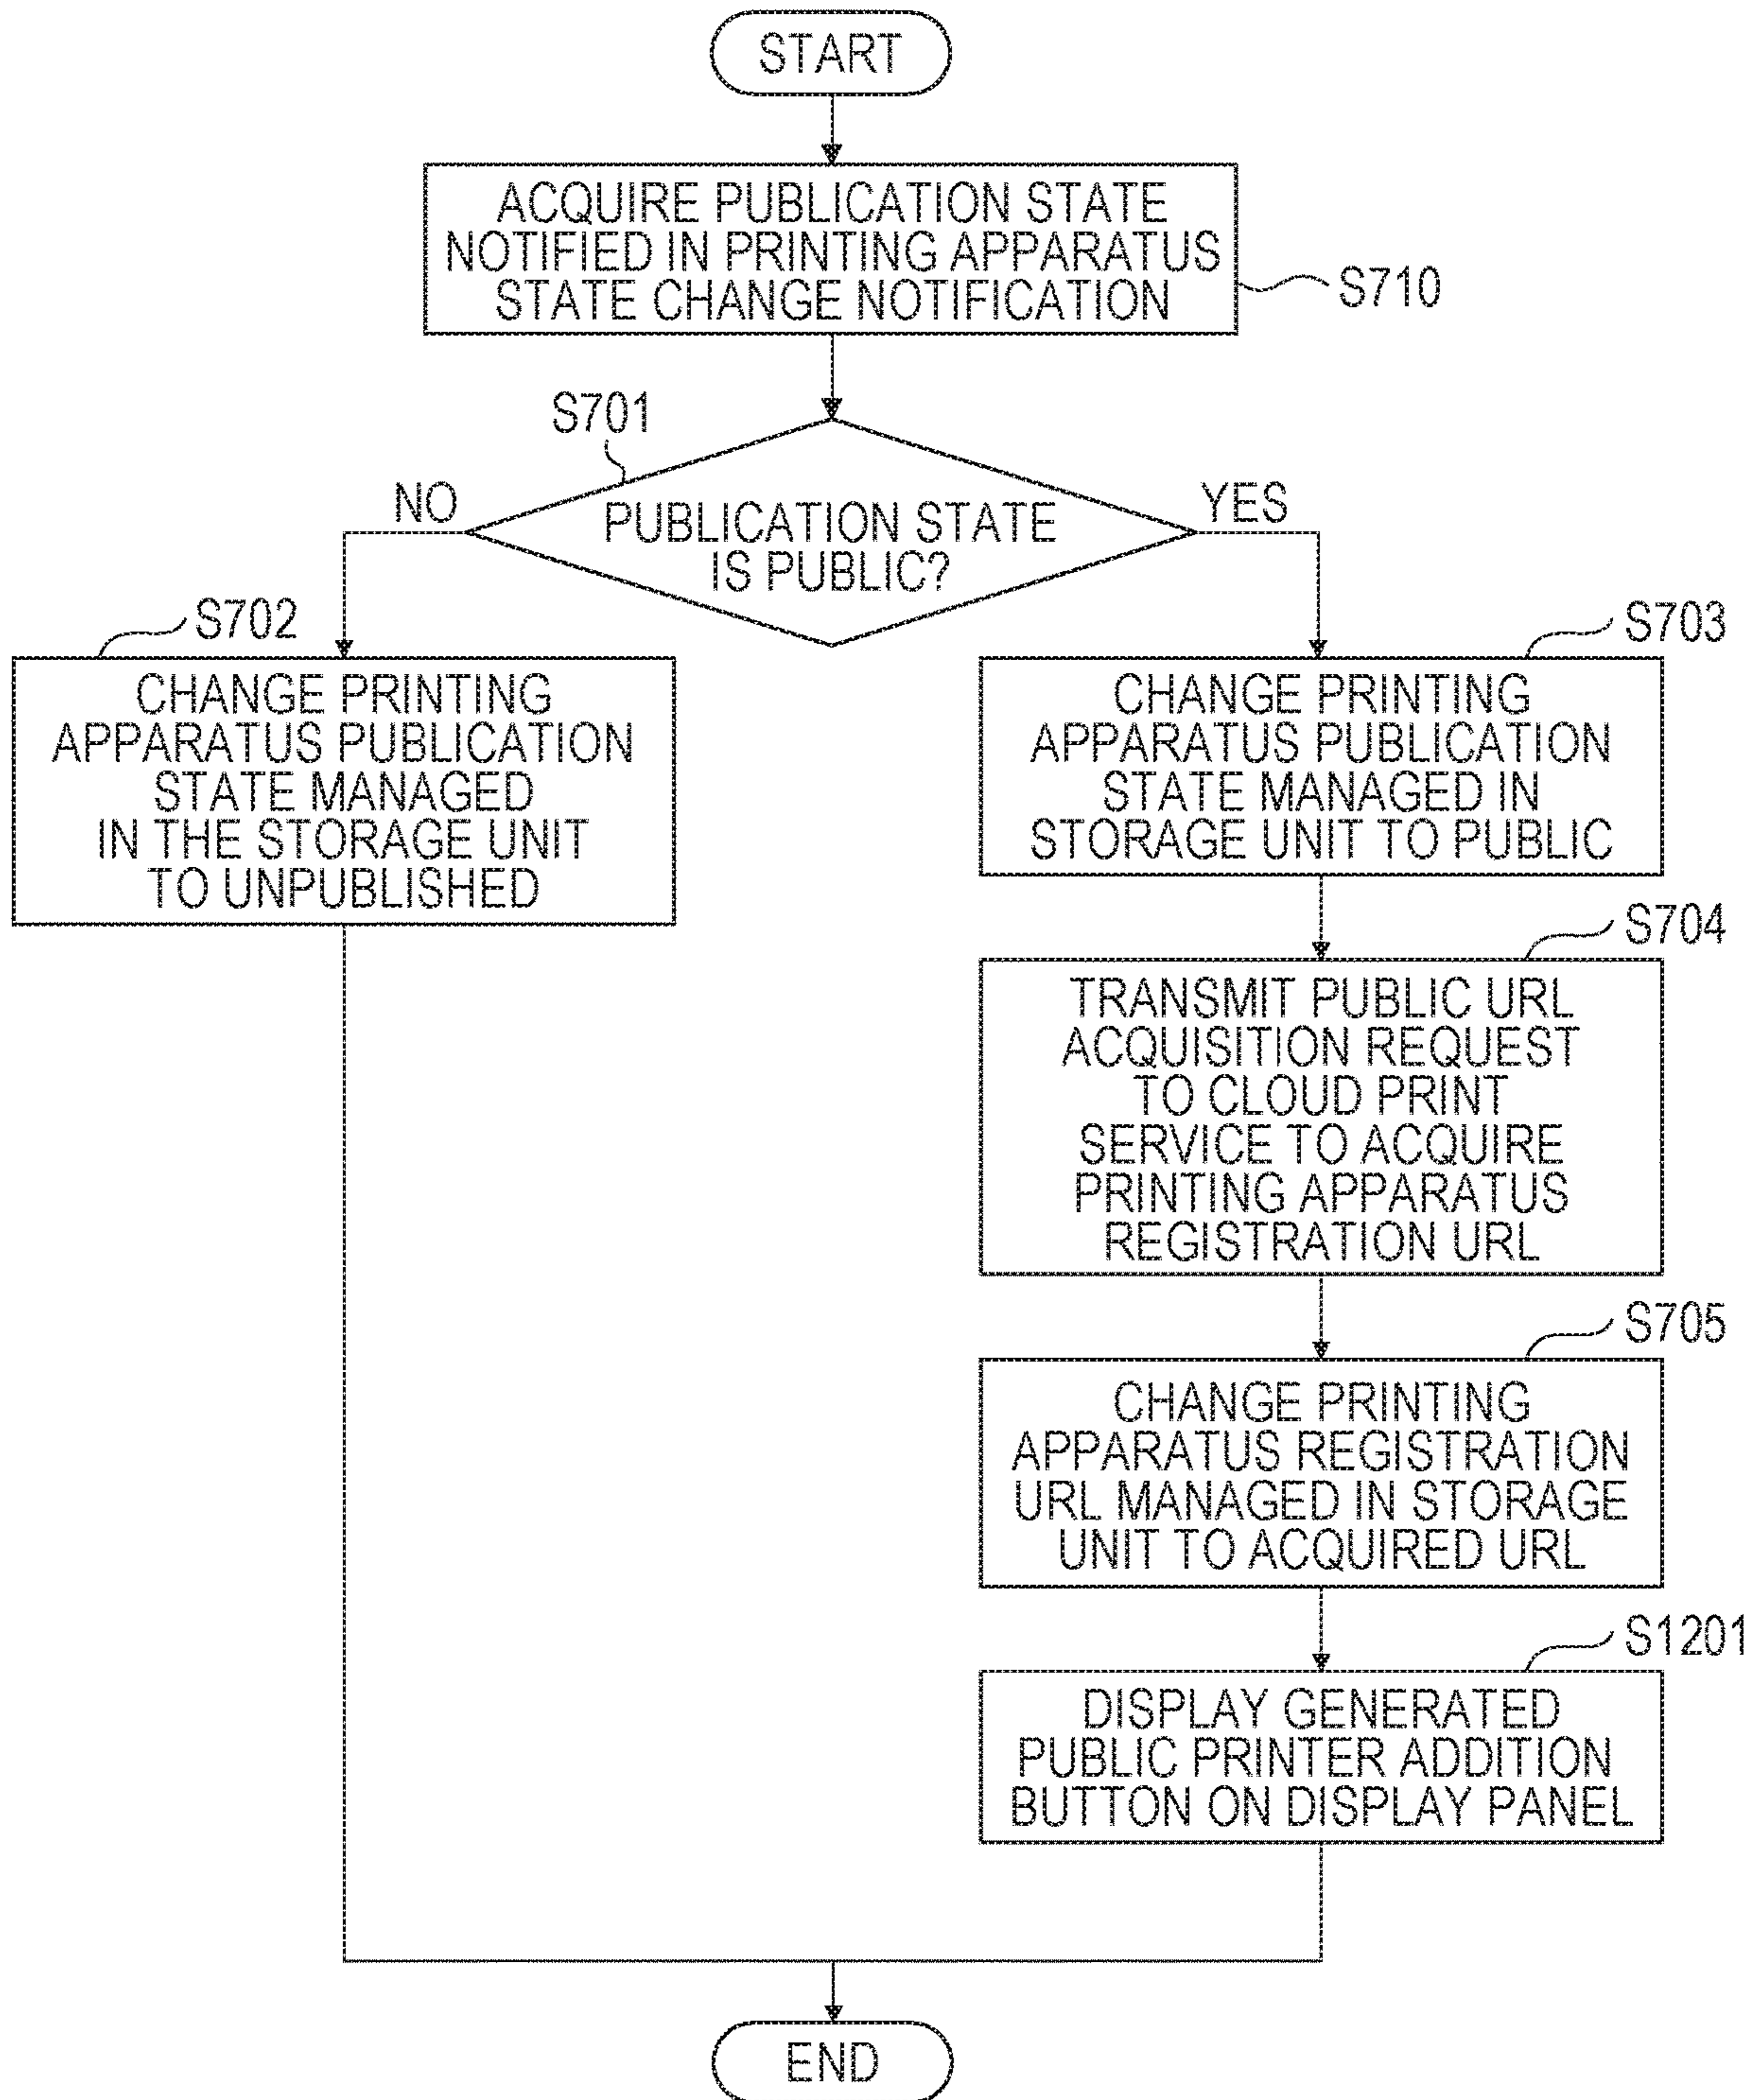 START
ACQUIRE PUBLICATION STATE
NOTIFIED IN PRINTING APPARATUS
STATE CHANGE NOTIFICATION
S710
S701
NO
YES
PUBLICATION STATE
IS PUBLIC?
S702
CHANGE PRINTING
APPARATUS PUBLICATION
STATE MANAGED
IN THE STORAGE UNIT
TO UNPUBLISHED
S703
CHANGE PRINTING
APPARATUS PUBLICATION
STATE MANAGED IN
STORAGE UNIT TO PUBLIC
S704
TRANSMIT PUBLIC URL
ACQUISITION REQUEST
TO CLOUD PRINT
SERVICE TO ACQUIRE
PRINTING APPARATUS
REGISTRATION URL
S705
CHANGE PRINTING
APPARATUS REGISTRATION
URL MANAGED IN STORAGE
UNIT TO ACQUIRED URL
S1201
DISPLAY GENERATED
PUBLIC PRINTER ADDITION
BUTTON ON DISPLAY PANEL
END